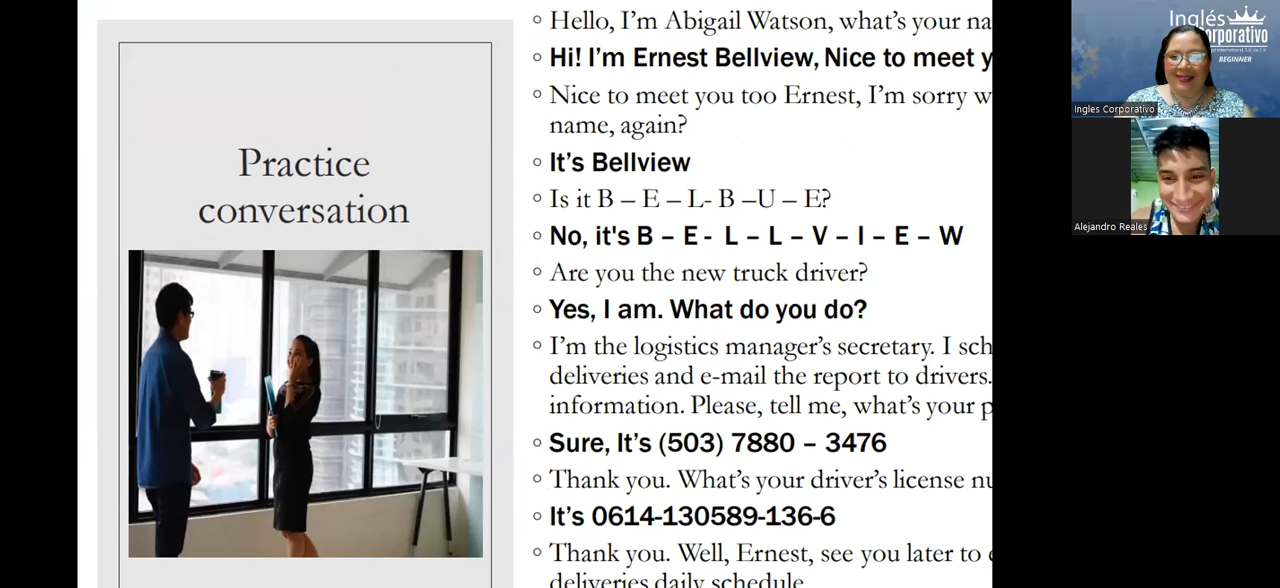 Practice
conversation
Hello, I'm Abigail Watson, what's your
Hi! I'm Ernest Bellview, Nice to meet
Nice to meet you too Ernest, I'm sorry
name, again?
It's Bellview
Is it B – E – L- B –U – E?
No, it's B – E - L – L – V – I – E – W
Are you the new truck driver?
Yes, I am. What do you do?
I'm the logistics manager's secretary. I
deliveries and e-mail the report to drivers.
information. Please, tell me, what's your
Sure, It's (503) 7880 – 3476
Thank you. What's your driver's license
It's 0614-130589-136-6
Thank you. Well, Ernest, see you later to
deliveries daily schedule
Inglés
Corporativo
BEGINNER
Ingles Corporativo
Alejandro Reales